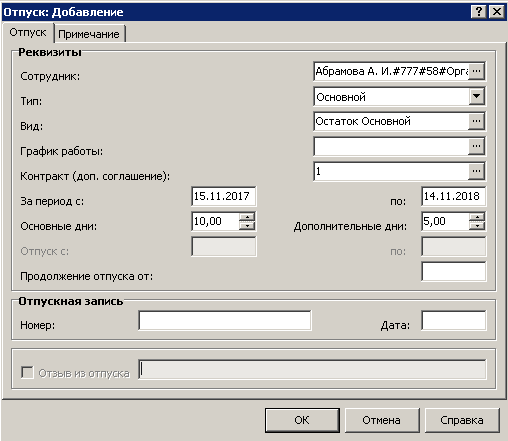 Отпуск: Добавление
Отпуск Примечание
Реквизиты
Сотрудник: Абрамова А. И.#777#58#Орга ...
Тип: Основной
Вид: Остаток Основной ...
График работы: ...
Контракт (доп. соглашение): 1 ...
За период с: 15.11.2017 по: 14.11.2018
Основные дни: 10,00 Дополнительные дни: 5,00
Отпуск с: по:
Продолжение отпуска от:
Отпускная запись
Номер: Дата:
Отзыв из отпуска
ОК Отмена Справка